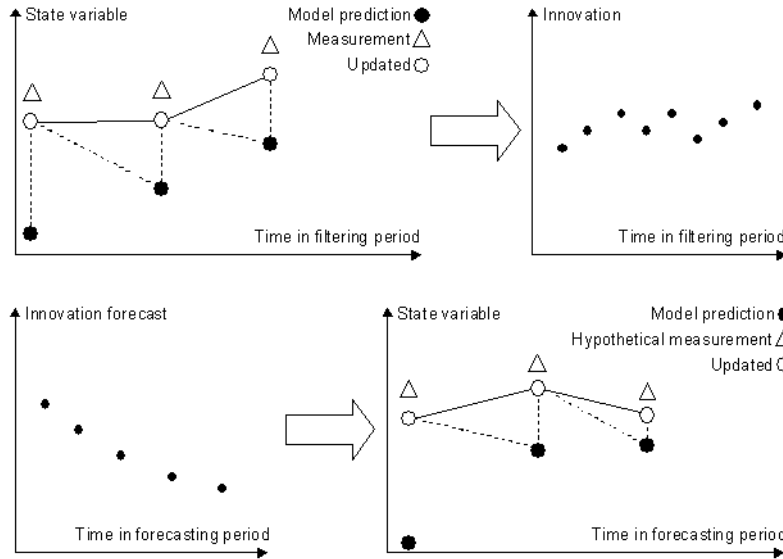 State variable
Model prediction
Measurement
Updated
Time in filtering period
Innovation
Time in filtering period
Innovation forecast
Time in forecasting period
State variable
Model prediction
Hypothetical measurement
Updated
Time in forecasting period